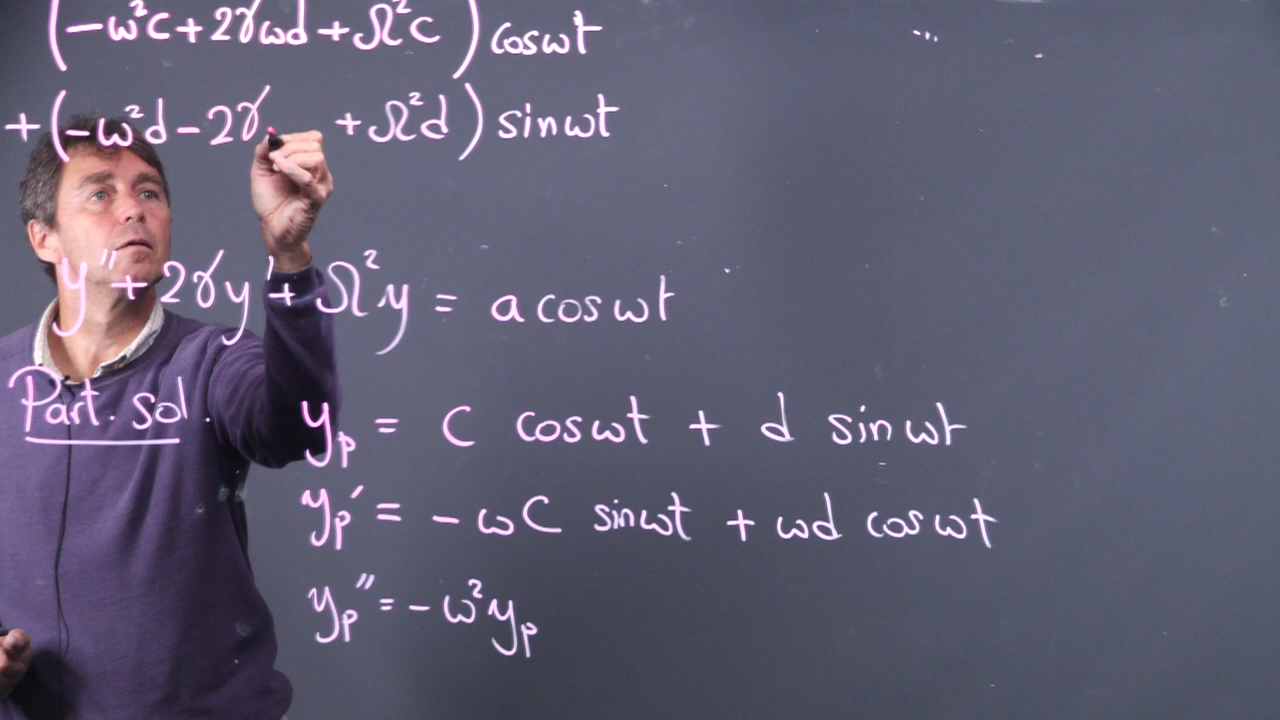 (-ω²c+2γωd+Ω²c) cosωt
+(-ω²d-2γ +Ω²d) sinωt
y"+2γy'+Ω²y = a cosωt
Part. sol.
y_p = c cosωt + d sinωt
y_p' = -ωc sinωt + ωd cosωt
y_p" = -ω²y_p